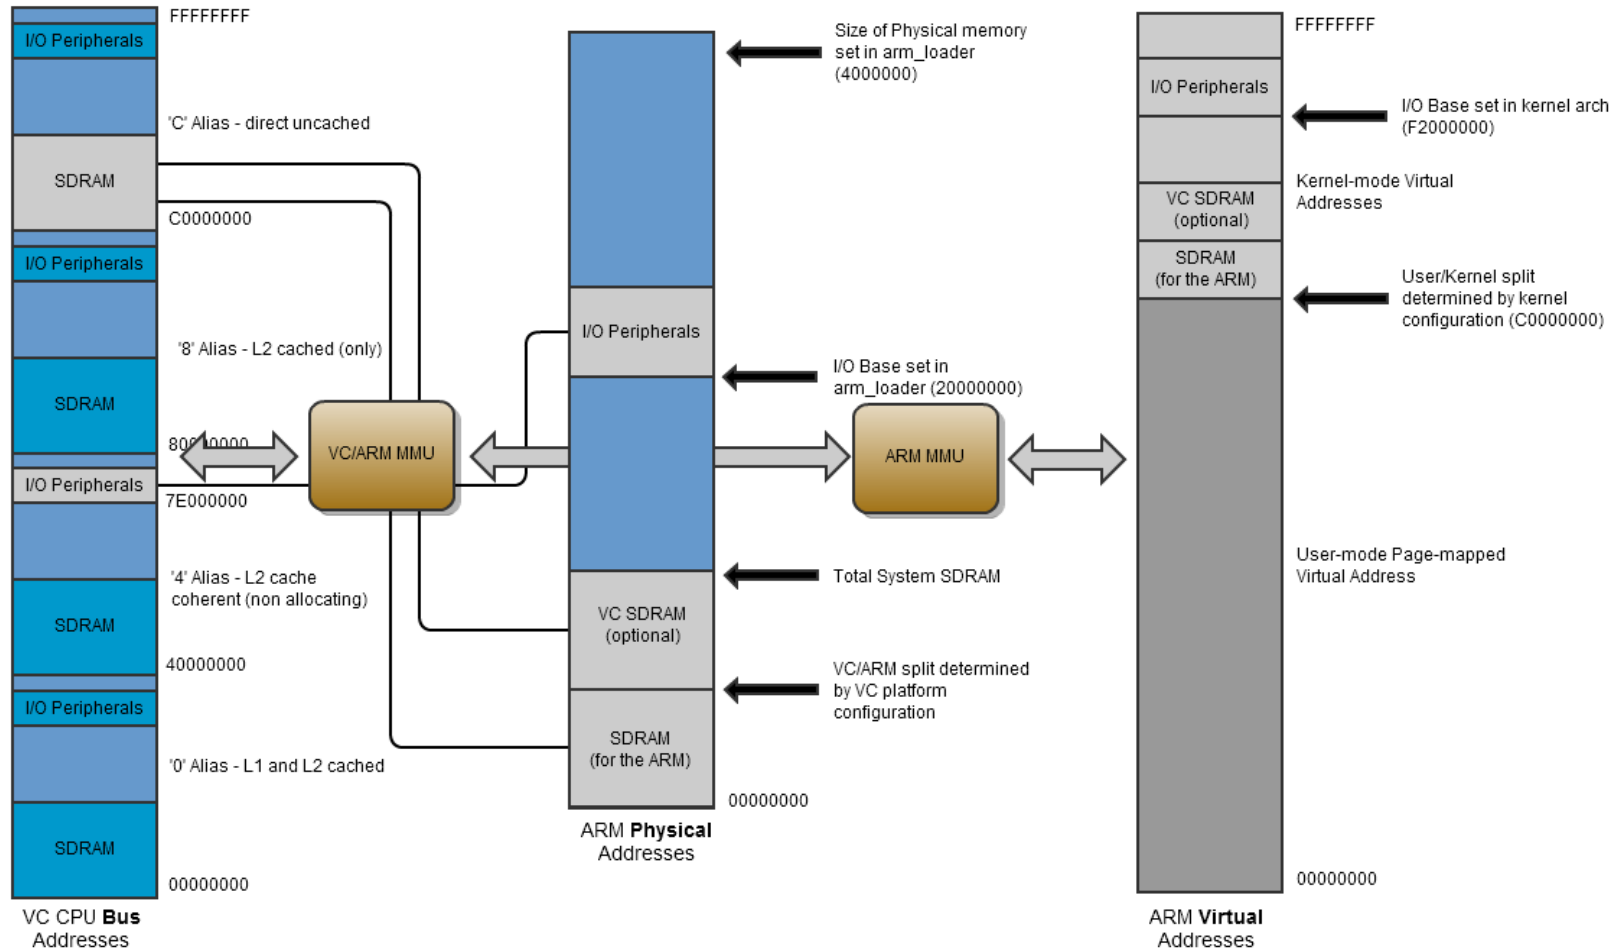 FFFFFFFF
I/O Peripherals
'C' Alias - direct uncached
SDRAM
C0000000
I/O Peripherals
'8' Alias - L2 cached (only)
SDRAM
80000000
I/O Peripherals
7E000000
'4' Alias - L2 cache
coherent (non allocating)
SDRAM
40000000
I/O Peripherals
'0' Alias - L1 and L2 cached
SDRAM
00000000
VC CPU Bus
Addresses
VC/ARM MMU
Size of Physical memory
set in arm_loader
(4000000)
I/O Peripherals
I/O Base set in
arm_loader (20000000)
Total System SDRAM
VC SDRAM
(optional)
VC/ARM split determined
by VC platform
configuration
SDRAM
(for the ARM)
00000000
ARM Physical
Addresses
ARM MMU
FFFFFFFF
I/O Peripherals
I/O Base set in kernel arch
(F2000000)
Kernel-mode Virtual
Addresses
VC SDRAM
(optional)
SDRAM
(for the ARM)
User/Kernel split
determined by kernel
configuration (C0000000)
User-mode Page-mapped
Virtual Address
00000000
ARM Virtual
Addresses